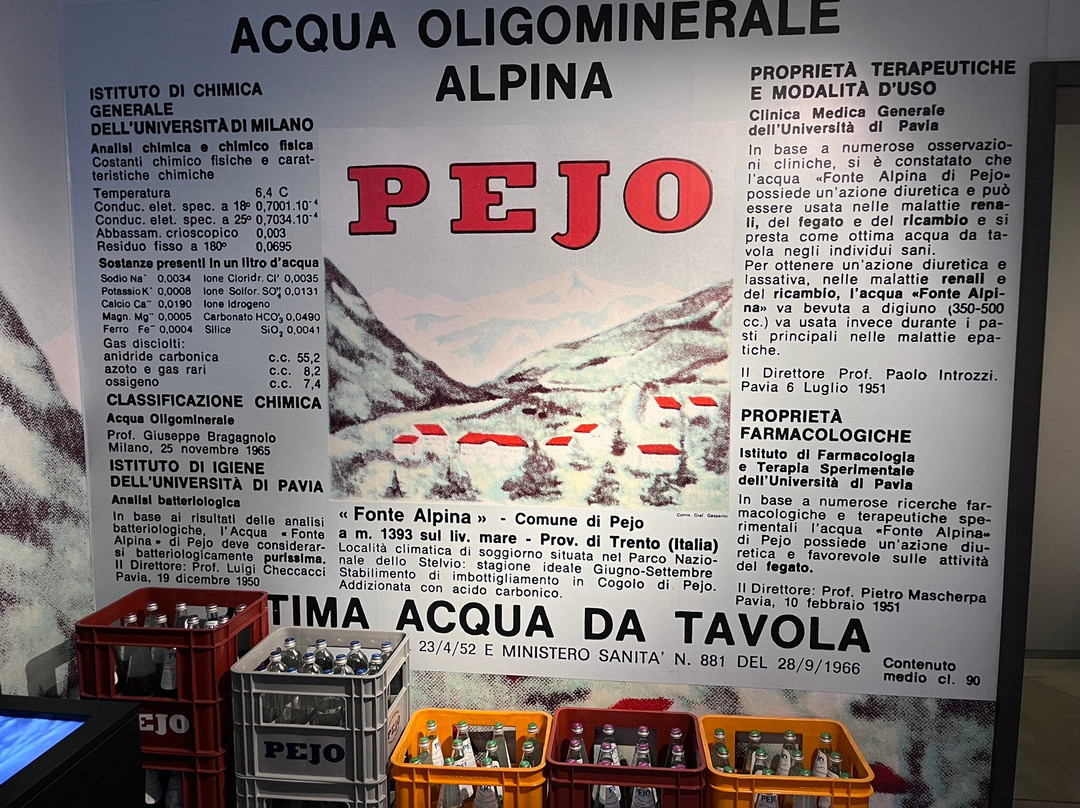 ACQUA OLIGOMINERALE
ALPINA
ISTITUTO DI CHIMICA
GENERALE
DELL'UNIVERSITÀ DI MILANO
Analisi chimica e chimico fisica
Costanti chimico fisiche e carat-
teristiche chimiche
Temperatura 6,4 C
Conduc. elet. spec. a 18º 0,7001.10⁻⁴
Conduc. elet. spec. a 25º 0,7034.10⁻⁴
Abbassam. crioscopico 0,003
Residuo fisso a 180º 0,0695
Sostanze presenti in un litro d'acqua
Sodio Na˙ 0,0034 Ione Cloridr. Cl' 0,0035
Potassio K˙ 0,0008 Ione Solfor. SO₄'' 0,0131
Calcio Ca˙˙ 0,0190 Ione Idrogeno
Magn. Mg˙˙ 0,0005 Carbonato HCO₃' 0,0490
Ferro Fe˙˙ 0,0004 Silice SiO₂ 0,0041
Gas disciolti:
anidride carbonica c.c. 55,2
azoto e gas rari c.c. 8,2
ossigeno c.c. 7,4
CLASSIFICAZIONE CHIMICA
Acqua Oligominerale
Prof. Giuseppe Bragagnolo
Milano, 25 novembre 1965
ISTITUTO DI IGIENE
DELL'UNIVERSITÀ DI PAVIA
Analisi batteriologica
In base ai risultati delle analisi
batteriologiche, l'Acqua «Fonte
Alpina» di Pejo deve considerar-
si batteriologicamente purissima.
Il Direttore: Prof. Luigi Checcacci
Pavia, 19 dicembre 1950
PEJO
Comm. Graf. Gasperini
« Fonte Alpina » - Comune di Pejo
a m. 1393 sul liv. mare - Prov. di Trento (Italia)
Località climatica di soggiorno situata nel Parco Nazio-
nale dello Stelvio: stagione ideale Giugno-Settembre
Stabilimento di imbottigliamento in Cogolo di Pejo.
Addizionata con acido carbonico.
PROPRIETÀ TERAPEUTICHE
E MODALITÀ D'USO
Clinica Medica Generale
dell'Università di Pavia
In base a numerose osservazio-
ni cliniche, si è constatato che
l'acqua «Fonte Alpina di Pejo»
possiede un'azione diuretica e può
essere usata nelle malattie rena-
li, del fegato e del ricambio e si
presta come ottima acqua da ta-
vola negli individui sani.
Per ottenere un'azione diuretica e
lassativa, nelle malattie renali e
del ricambio, l'acqua «Fonte Alpi-
na» va bevuta a digiuno (350-500
cc.) va usata invece durante i pa-
sti principali nelle malattie epa-
tiche.
Il Direttore Prof. Paolo Introzzi.
Pavia 6 Luglio 1951
PROPRIETÀ
FARMACOLOGICHE
Istituto di Farmacologia
e Terapia Sperimentale
dell'Università di Pavia
In base a numerose ricerche far-
macologiche e terapeutiche spe-
rimentali l'acqua «Fonte Alpina»
di Pejo possiede un'azione diu-
retica e favorevole sulle attività
del fegato.
Il Direttore: Prof. Pietro Mascherpa
Pavia, 10 febbraio 1951
TIMA ACQUA DA TAVOLA
23/4/52 E MINISTERO SANITA' N. 881 DEL 28/9/1966
Contenuto
medio cl. 90
EJO
PEJO
PEJO